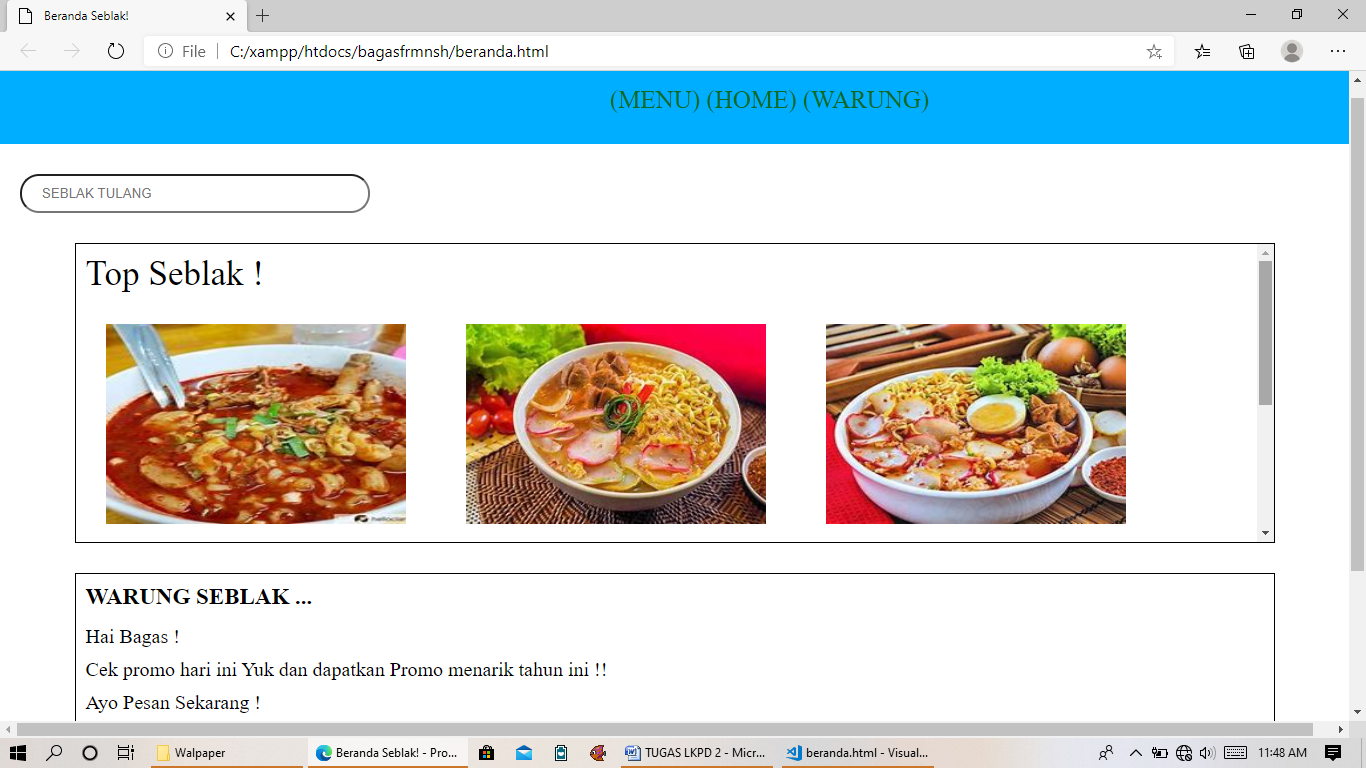 Beranda Seblak!
File
C:/xampp/htdocs/bagasfrmnsh/beranda.html
(MENU) (HOME) (WARUNG)
SEBLAK TULANG
Top Seblak !
WARUNG SEBLAK ...
Hai Bagas !
Cek promo hari ini Yuk dan dapatkan Promo menarik tahun ini !!
Ayo Pesan Sekarang !
Walpaper
Beranda Seblak! - Pro...
TUGAS LKPD 2 - Micr...
beranda.html - Visual...
11:48 AM